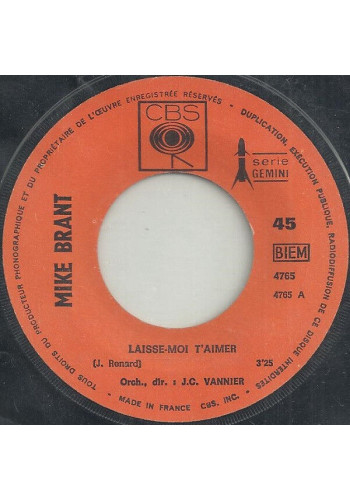 TOUS DROITS DU PRODUCTEUR PHONOGRAPHIQUE ET DU PROPRIÉTAIRE DE L'ŒUVRE ENREGISTRÉE RÉSERVÉS - DUPLICATION, EXÉCUTION PUBLIQUE, RADIODIFFUSION DE CE DISQUE INTERDITES •
CBS
serie
GEMINI
MIKE BRANT
45
BIEM
4765
4765 A
LAISSE-MOI T'AIMER
(J. Renard) 3'25
Orch., dir. : J.C. VANNIER
• MADE IN FRANCE CBS, INC. •